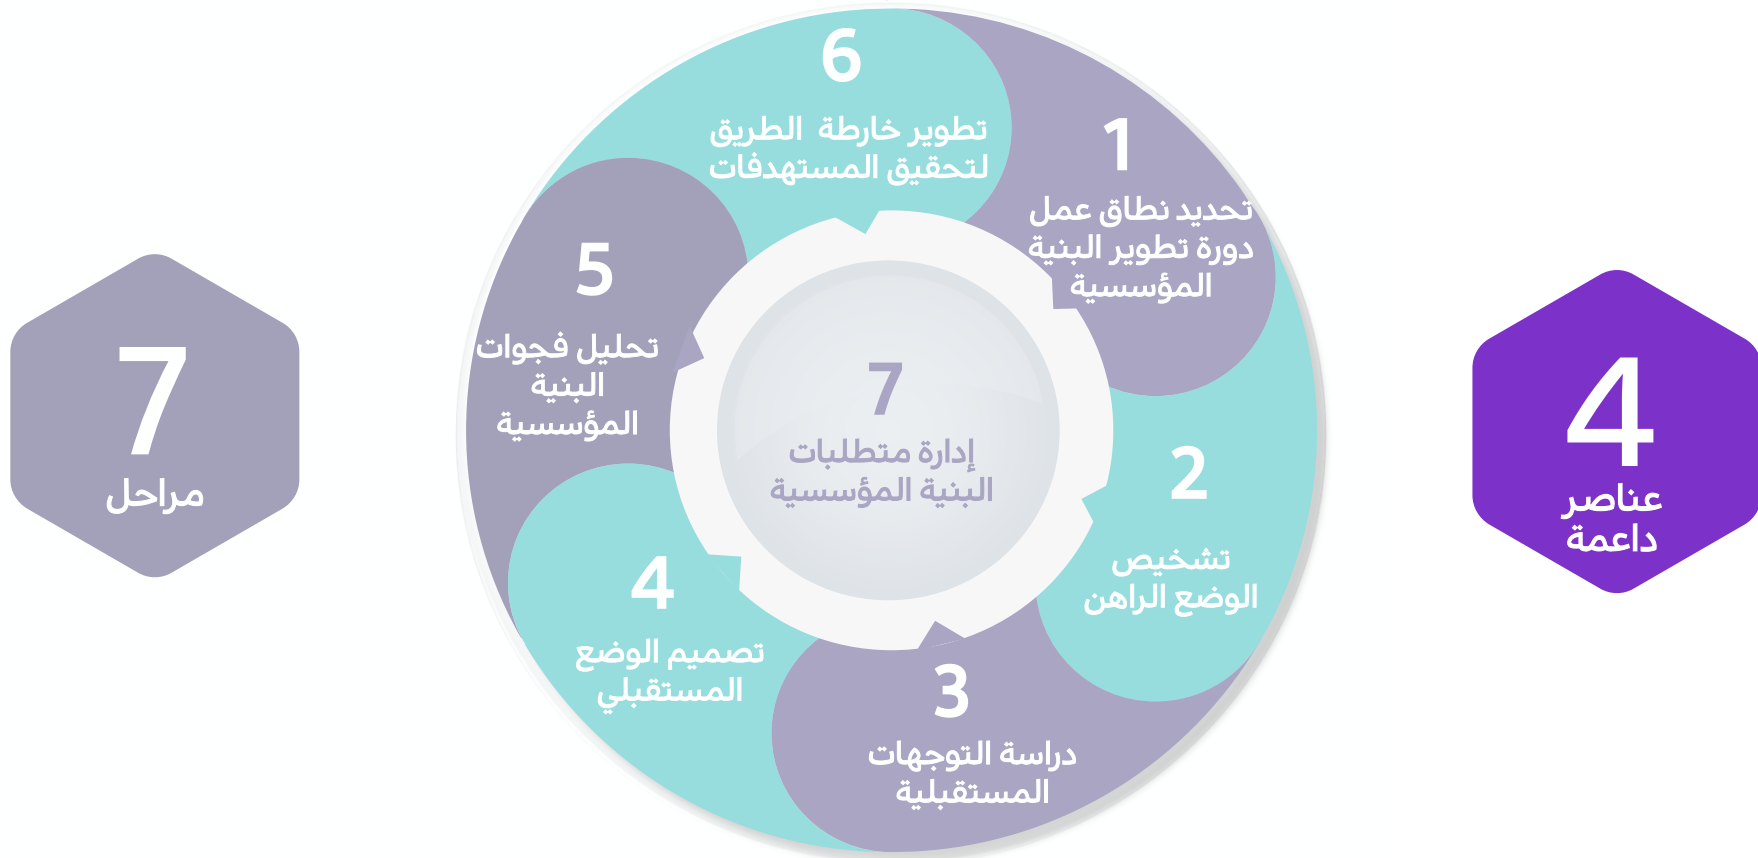 4
عناصر
داعمة
1
تحديد نطاق عمل
دورة تطوير البنية
المؤسسية
2
تشخيص
الوضع الراهن
3
دراسة التوجهات
المستقبلية
4
تصميم الوضع
المستقبلي
5
تحليل فجوات
البنية
المؤسسية
6
تطوير خارطة الطريق
لتحقيق المستهدفات
7
إدارة متطلبات
البنية المؤسسية
7
مراحل